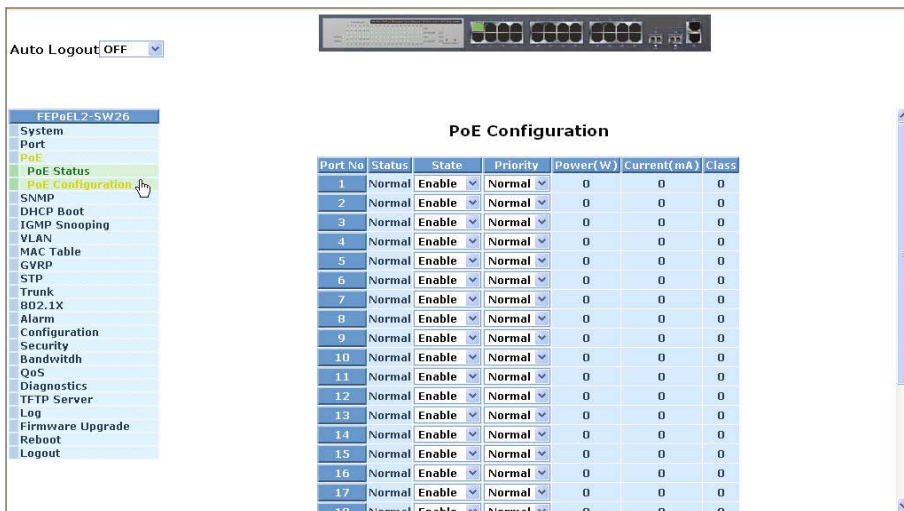 Auto Logout OFF
FEPoEL2-SW26
System
Port
PoE
PoE Status
PoE Configuration
SNMP
DHCP Boot
IGMP Snooping
VLAN
MAC Table
GVRP
STP
Trunk
802.1X
Alarm
Configuration
Security
Bandwitdh
QoS
Diagnostics
TFTP Server
Log
Firmware Upgrade
Reboot
Logout
PoE Configuration
Port No Status State Priority Power(W) Current(mA) Class
1 Normal Enable Normal 0 0 0
2 Normal Enable Normal 0 0 0
3 Normal Enable Normal 0 0 0
4 Normal Enable Normal 0 0 0
5 Normal Enable Normal 0 0 0
6 Normal Enable Normal 0 0 0
7 Normal Enable Normal 0 0 0
8 Normal Enable Normal 0 0 0
9 Normal Enable Normal 0 0 0
10 Normal Enable Normal 0 0 0
11 Normal Enable Normal 0 0 0
12 Normal Enable Normal 0 0 0
13 Normal Enable Normal 0 0 0
14 Normal Enable Normal 0 0 0
15 Normal Enable Normal 0 0 0
16 Normal Enable Normal 0 0 0
17 Normal Enable Normal 0 0 0
18 Normal Enable Normal 0 0 0